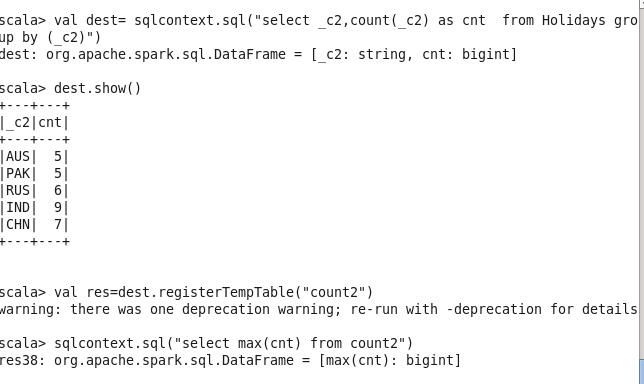 scala> val dest= sqlcontext.sql("select _c2,count(_c2) as cnt  from Holidays gro
up by (_c2)")
dest: org.apache.spark.sql.DataFrame = [_c2: string, cnt: bigint]
scala> dest.show()
+---+---+
|_c2|cnt|
+---+---+
|AUS|  5|
|PAK|  5|
|RUS|  6|
|IND|  9|
|CHN|  7|
+---+---+
scala> val res=dest.registerTempTable("count2")
warning: there was one deprecation warning; re-run with -deprecation for details
scala> sqlcontext.sql("select max(cnt) from count2")
res38: org.apache.spark.sql.DataFrame = [max(cnt): bigint]